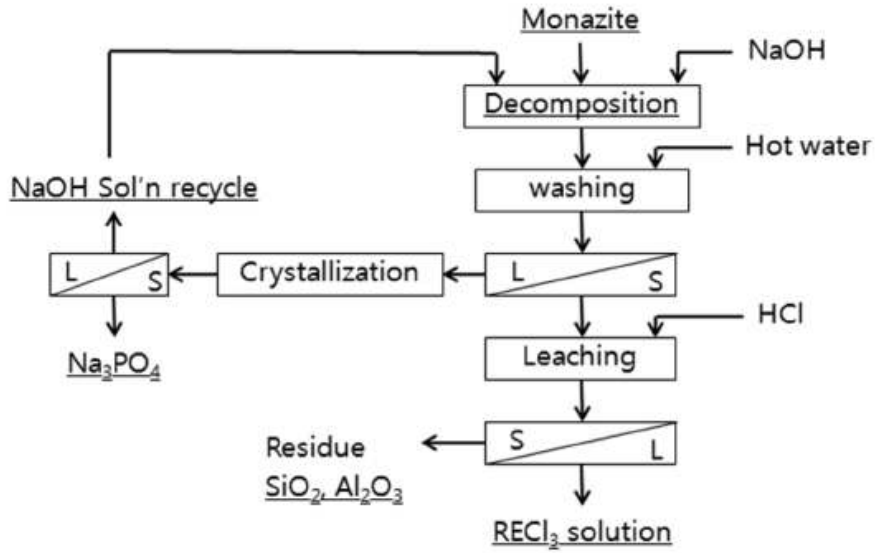 Monazite
NaOH
Decomposition
Hot water
washing
NaOH Sol'n recycle
L S
Crystallization
L S
HCl
Na₃PO₄
Leaching
Residue
S L
SiO₂, Al₂O₃
RECl₃ solution